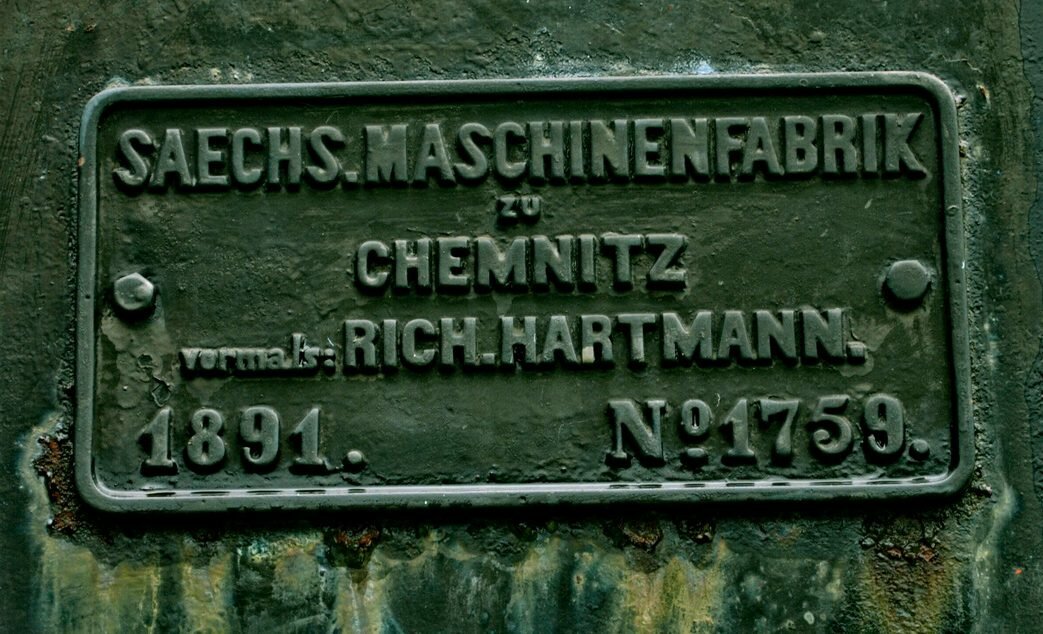 SAECHS. MASCHINENFABRIK
ZU
CHEMNITZ
vormals: RICH. HARTMANN.
1891. No 1759.